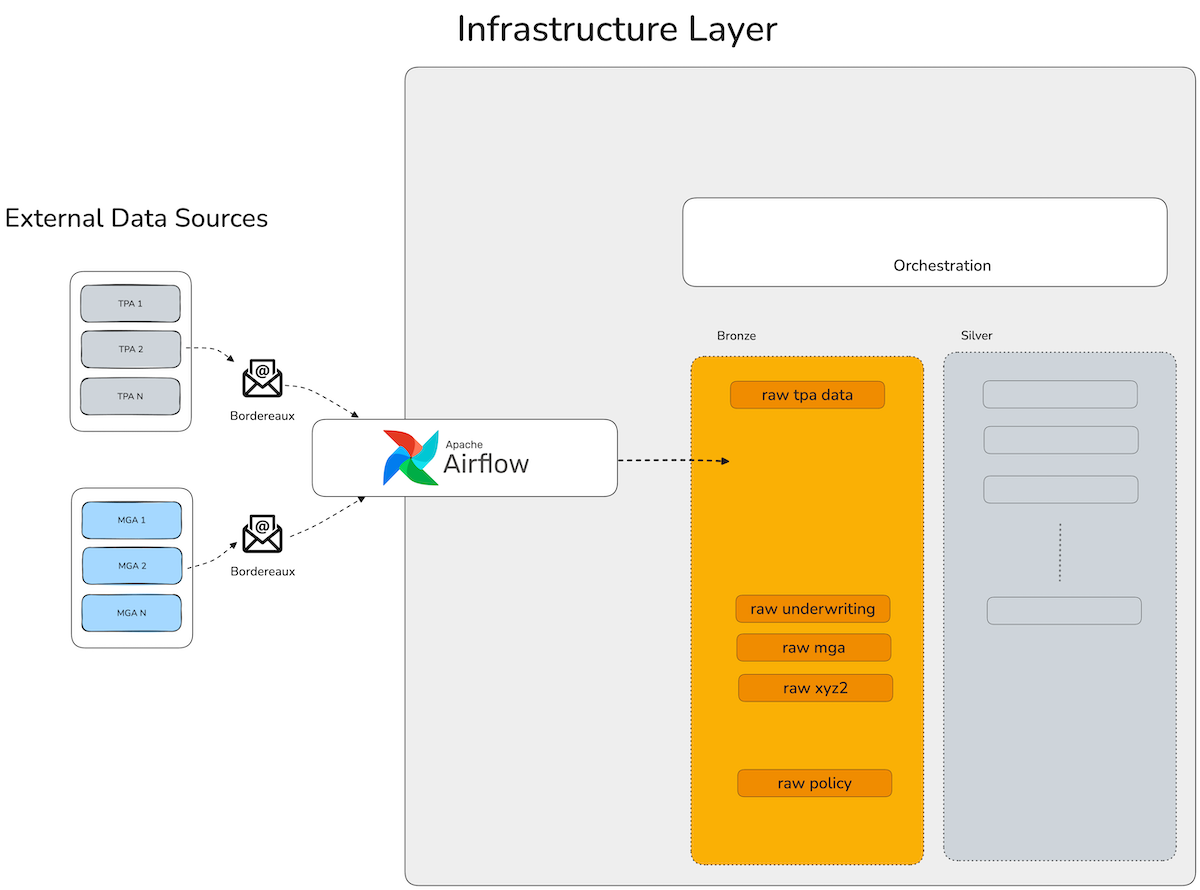 Infrastructure Layer
External Data Sources
TPA 1
TPA 2
TPA N
@
Bordereaux
MGA 1
MGA 2
MGA N
@
Bordereaux
Apache
Airflow
Orchestration
Bronze
raw tpa data
raw underwriting
raw mga
raw xyz2
raw policy
Silver